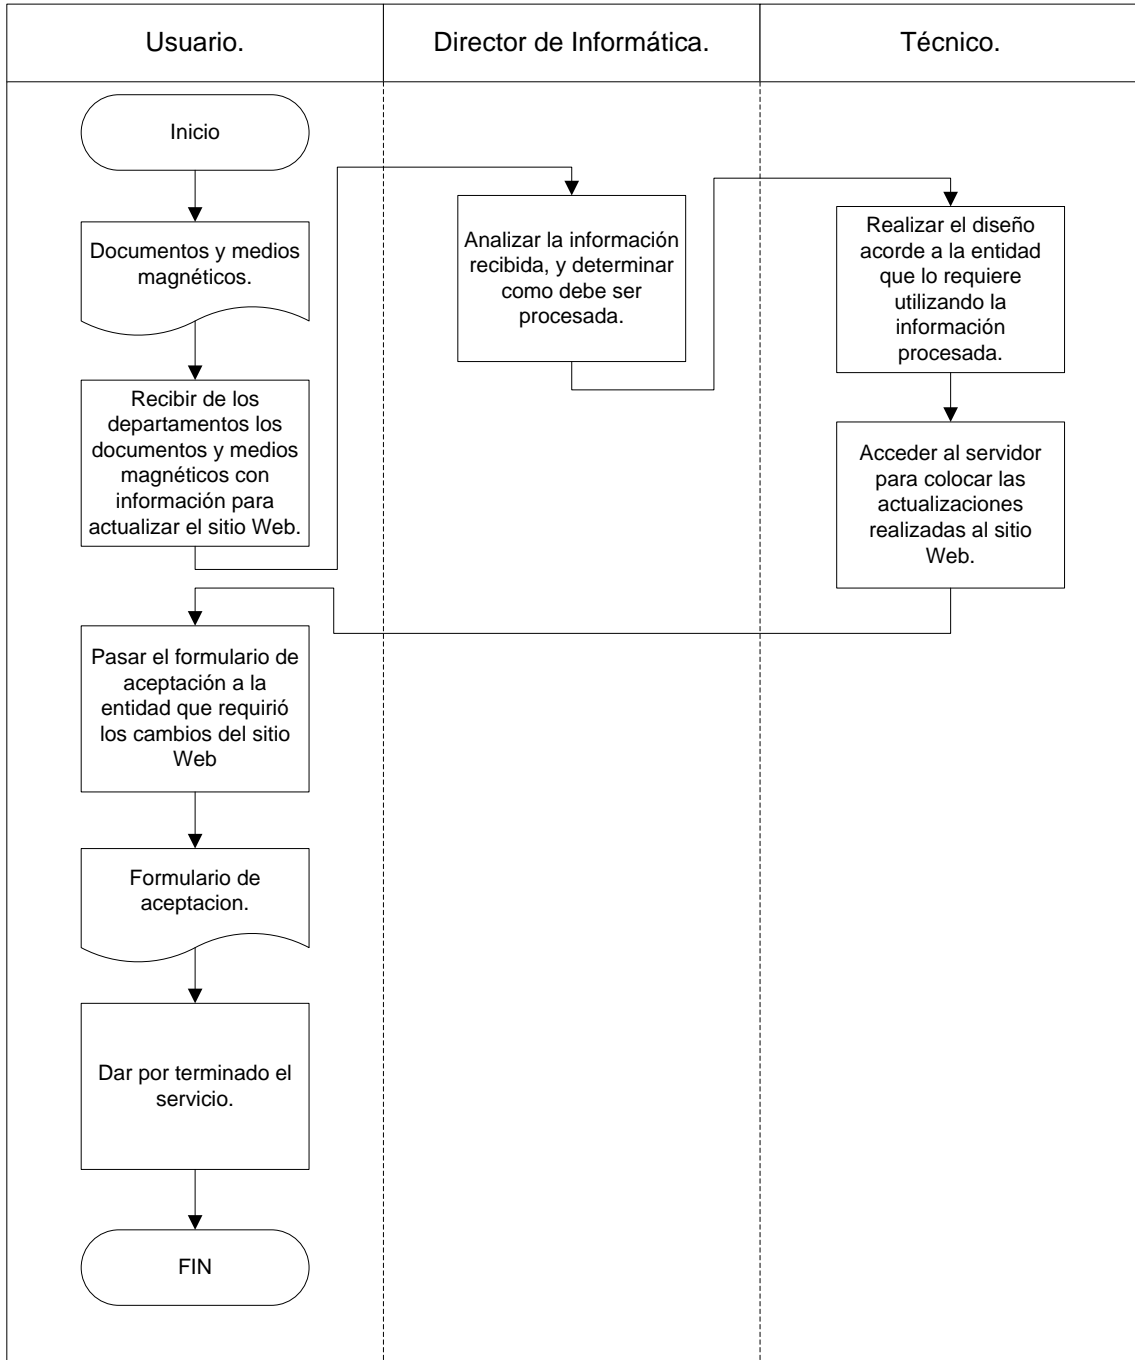 Usuario.
Director de Informática.
Técnico.
Inicio
Documentos y medios
magnéticos.
Recibir de los
departamentos los
documentos y medios
magnéticos con
información para
actualizar el sitio Web.
Analizar la información
recibida, y determinar
como debe ser
procesada.
Realizar el diseño
acorde a la entidad
que lo requiere
utilizando la
información
procesada.
Acceder al servidor
para colocar las
actualizaciones
realizadas al sitio
Web.
Pasar el formulario de
aceptación a la
entidad que requirió
los cambios del sitio
Web
Formulario de
aceptacion.
Dar por terminado el
servicio.
FIN